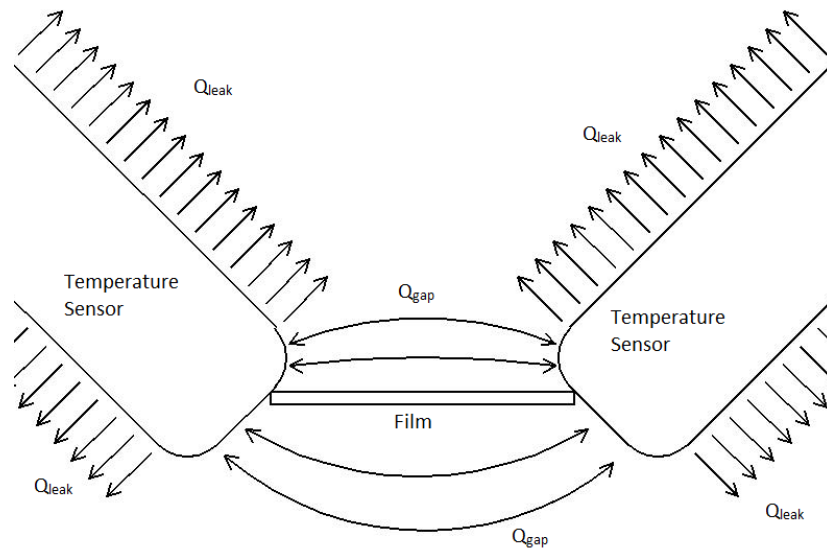 Qleak
Qleak
Temperature
Sensor
Qgap
Temperature
Sensor
Film
Qleak
Qleak
Qgap